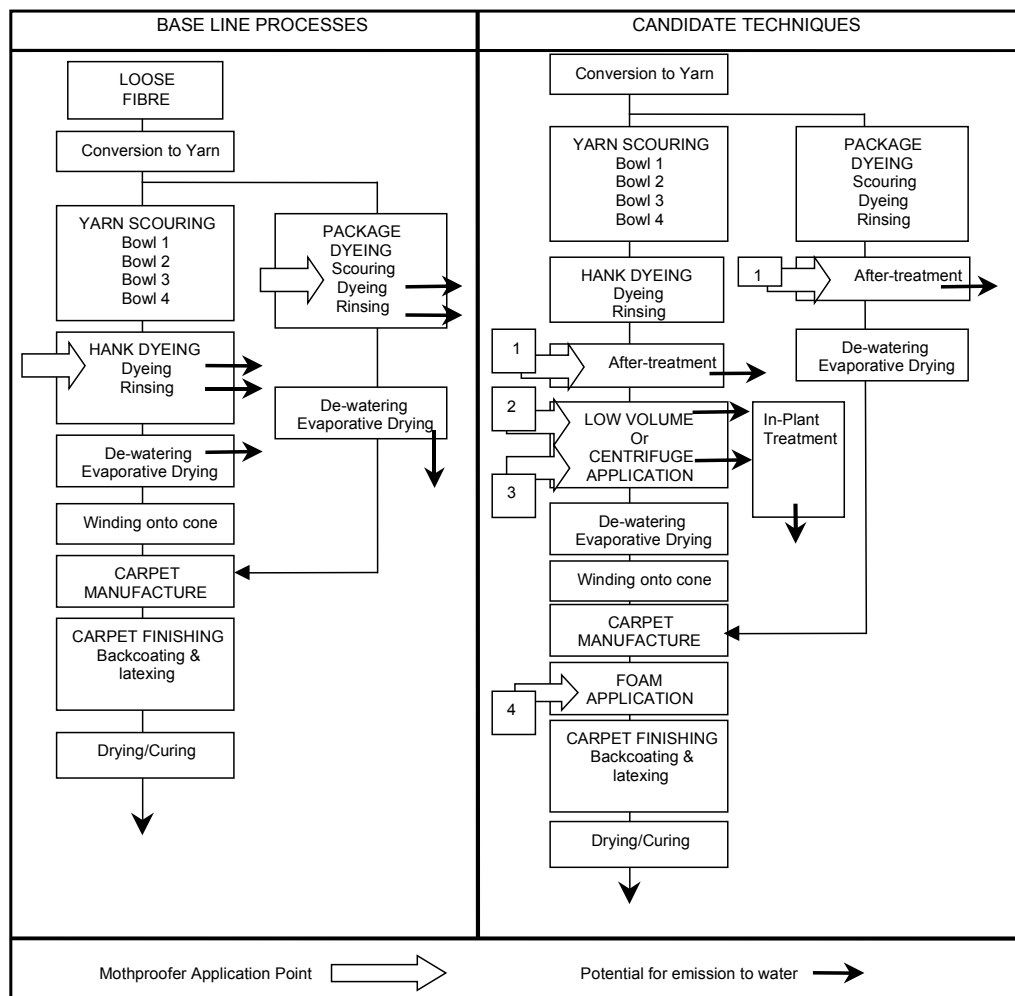 BASE LINE PROCESSES
LOOSE
FIBRE
Conversion to Yarn
YARN SCOURING
Bowl 1
Bowl 2
Bowl 3
Bowl 4
PACKAGE
DYEING
Scouring
Dyeing
Rinsing
HANK DYEING
Dyeing
Rinsing
De-watering
Evaporative Drying
De-watering
Evaporative Drying
Winding onto cone
CARPET
MANUFACTURE
CARPET FINISHING
Backcoating &
latexing
Drying/Curing
CANDIDATE TECHNIQUES
Conversion to Yarn
YARN SCOURING
Bowl 1
Bowl 2
Bowl 3
Bowl 4
PACKAGE
DYEING
Scouring
Dyeing
Rinsing
HANK DYEING
Dyeing
Rinsing
1
After-treatment
De-watering
Evaporative Drying
1
After-treatment
2
LOW VOLUME
Or
CENTRIFUGE
APPLICATION
3
In-Plant
Treatment
De-watering
Evaporative Drying
Winding onto cone
CARPET
MANUFACTURE
4
FOAM
APPLICATION
CARPET FINISHING
Backcoating &
latexing
Drying/Curing
Mothproofer Application Point
Potential for emission to water